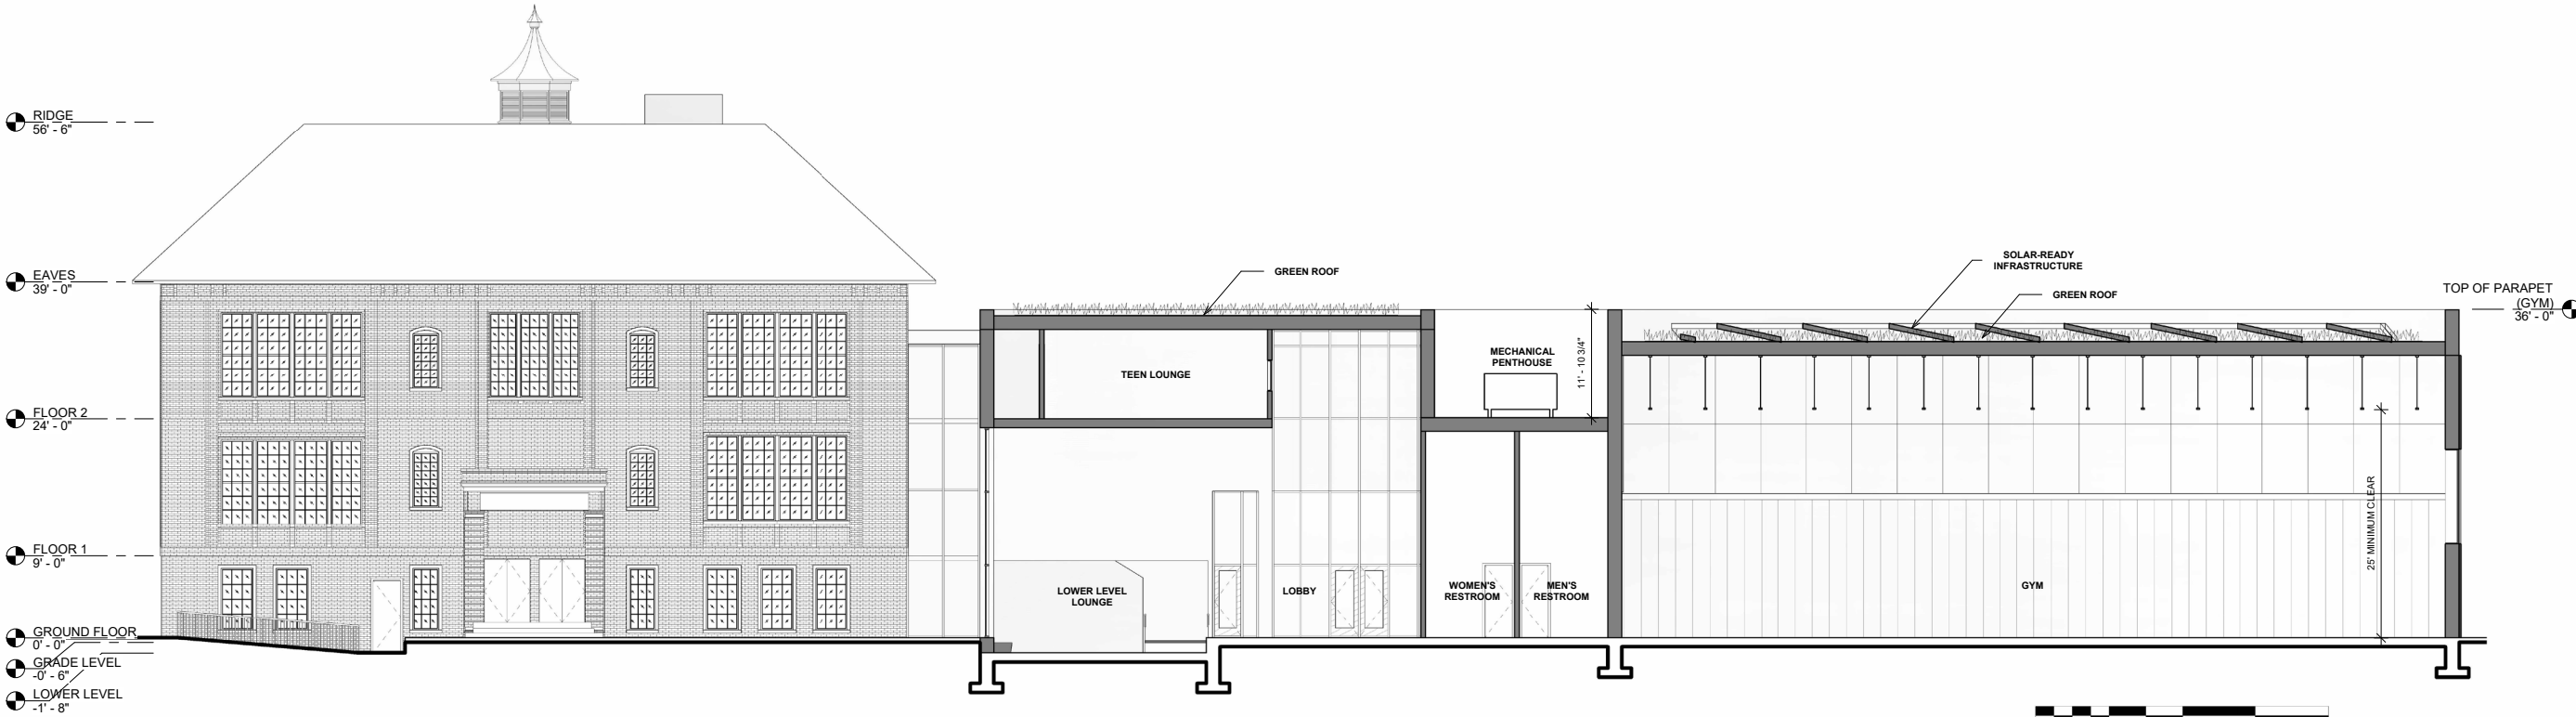 RIDGE
56' - 6"
EAVES
39' - 0"
FLOOR 2
24' - 0"
FLOOR 1
9' - 0"
GROUND FLOOR
0' - 0"
GRADE LEVEL
-0' - 6"
LOWER LEVEL
-1' - 8"
GREEN ROOF
TEEN LOUNGE
LOWER LEVEL
LOUNGE
LOBBY
MECHANICAL
PENTHOUSE
11' - 10 3/4"
WOMEN'S
RESTROOM
MEN'S
RESTROOM
SOLAR-READY
INFRASTRUCTURE
GREEN ROOF
GYM
25' MINIMUM CLEAR
TOP OF PARAPET
(GYM)
36' - 0"